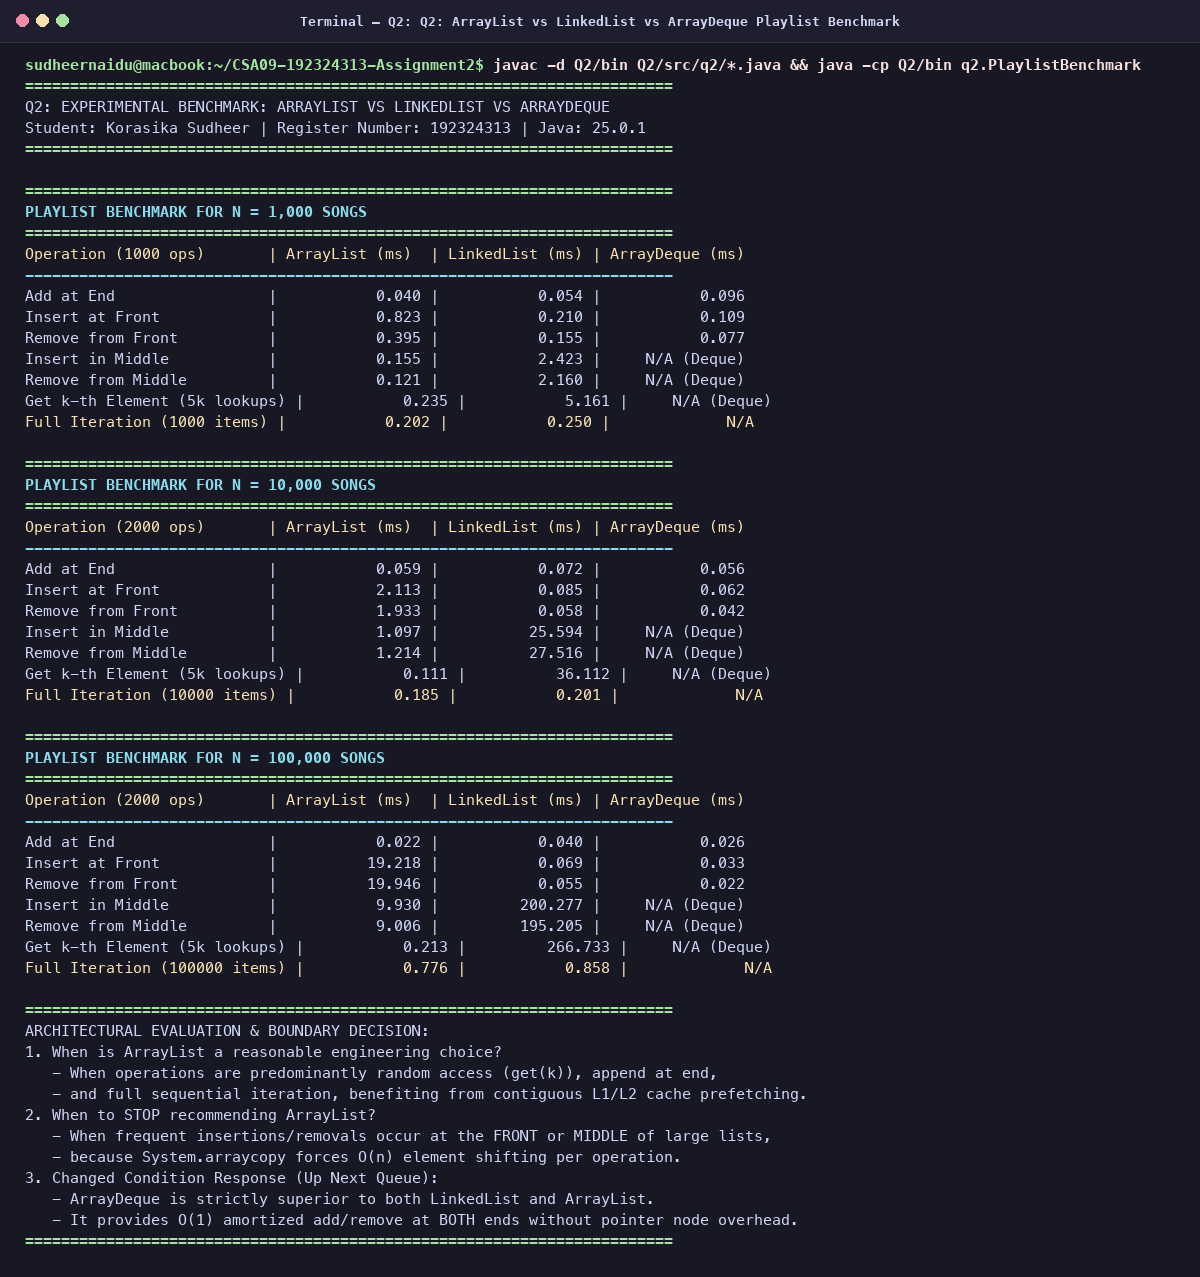 Terminal — Q2: Q2: ArrayList vs LinkedList vs ArrayDeque Playlist Benchmark
sudheernaidu@macbook:~/CSA09-192324313-Assignment2$ javac -d Q2/bin Q2/src/q2/*.java && java -cp Q2/bin q2.PlaylistBenchmark
========================================================================
Q2: EXPERIMENTAL BENCHMARK: ARRAYLIST VS LINKEDLIST VS ARRAYDEQUE
Student: Korasika Sudheer | Register Number: 192324313 | Java: 25.0.1
========================================================================

========================================================================
PLAYLIST BENCHMARK FOR N = 1,000 SONGS
========================================================================
Operation (1000 ops)       | ArrayList (ms)  | LinkedList (ms) | ArrayDeque (ms)
------------------------------------------------------------------------
Add at End                 |           0.040 |           0.054 |           0.096
Insert at Front            |           0.823 |           0.210 |           0.109
Remove from Front          |           0.395 |           0.155 |           0.077
Insert in Middle           |           0.155 |           2.423 |     N/A (Deque)
Remove from Middle         |           0.121 |           2.160 |     N/A (Deque)
Get k-th Element (5k lookups) |           0.235 |           5.161 |     N/A (Deque)
Full Iteration (1000 items) |           0.202 |           0.250 |             N/A

========================================================================
PLAYLIST BENCHMARK FOR N = 10,000 SONGS
========================================================================
Operation (2000 ops)       | ArrayList (ms)  | LinkedList (ms) | ArrayDeque (ms)
------------------------------------------------------------------------
Add at End                 |           0.059 |           0.072 |           0.056
Insert at Front            |           2.113 |           0.085 |           0.062
Remove from Front          |           1.933 |           0.058 |           0.042
Insert in Middle           |           1.097 |          25.594 |     N/A (Deque)
Remove from Middle         |           1.214 |          27.516 |     N/A (Deque)
Get k-th Element (5k lookups) |           0.111 |          36.112 |     N/A (Deque)
Full Iteration (10000 items) |           0.185 |           0.201 |             N/A

========================================================================
PLAYLIST BENCHMARK FOR N = 100,000 SONGS
========================================================================
Operation (2000 ops)       | ArrayList (ms)  | LinkedList (ms) | ArrayDeque (ms)
------------------------------------------------------------------------
Add at End                 |           0.022 |           0.040 |           0.026
Insert at Front            |          19.218 |           0.069 |           0.033
Remove from Front          |          19.946 |           0.055 |           0.022
Insert in Middle           |           9.930 |         200.277 |     N/A (Deque)
Remove from Middle         |           9.006 |         195.205 |     N/A (Deque)
Get k-th Element (5k lookups) |           0.213 |         266.733 |     N/A (Deque)
Full Iteration (100000 items) |           0.776 |           0.858 |             N/A

========================================================================
ARCHITECTURAL EVALUATION & BOUNDARY DECISION:
1. When is ArrayList a reasonable engineering choice?
   - When operations are predominantly random access (get(k)), append at end,
   - and full sequential iteration, benefiting from contiguous L1/L2 cache prefetching.
2. When to STOP recommending ArrayList?
   - When frequent insertions/removals occur at the FRONT or MIDDLE of large lists,
   - because System.arraycopy forces O(n) element shifting per operation.
3. Changed Condition Response (Up Next Queue):
   - ArrayDeque is strictly superior to both LinkedList and ArrayList.
   - It provides O(1) amortized add/remove at BOTH ends without pointer node overhead.
========================================================================